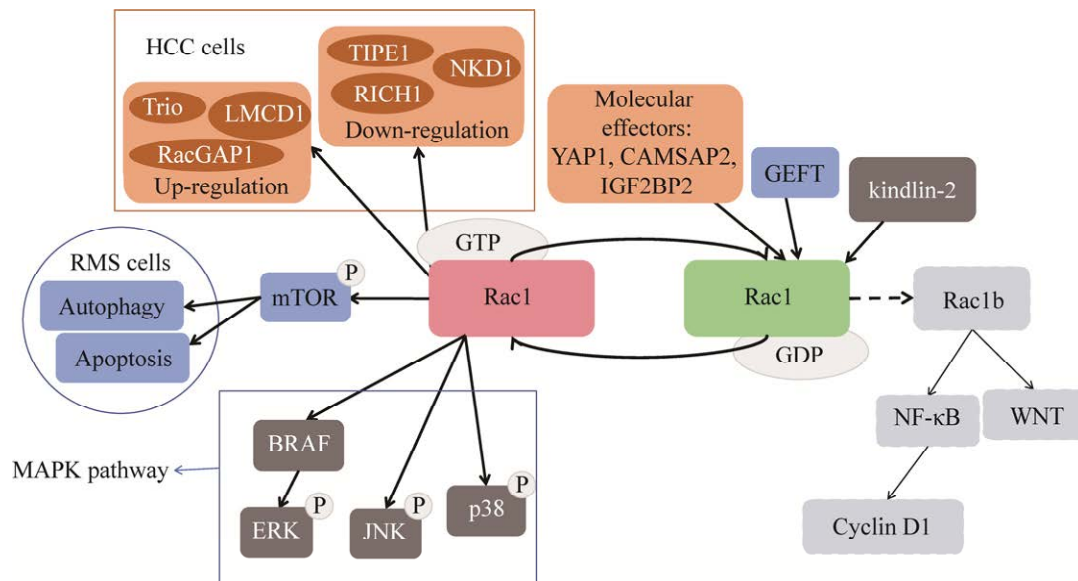 HCC cells
TIPE1
NKD1
RICH1
Down-regulation
Trio
LMCD1
RacGAP1
Up-regulation
Molecular
effectors:
YAP1, CAMSAP2,
IGF2BP2
GEFT
kindlin-2
GTP
RMS cells
Autophagy
Apoptosis
mTOR
P
Rac1
Rac1
GDP
Rac1b
NF-κB
WNT
Cyclin D1
MAPK pathway
BRAF
ERK
P
JNK
P
p38
P